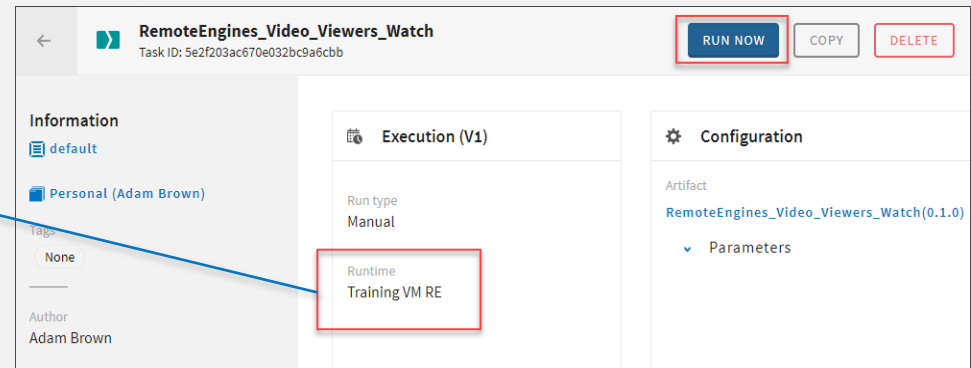 RemoteEngines_Video_Viewers_Watch
Task ID: 5e2f203ac670e032bc9a6cbb
RUN NOW
COPY
DELETE
Information
default
Personal (Adam Brown)
Tags
None
Author
Adam Brown
Execution (V1)
Run type
Manual
Runtime
Training VM RE
Configuration
Artifact
RemoteEngines_Video_Viewers_Watch(0.1.0)
Parameters